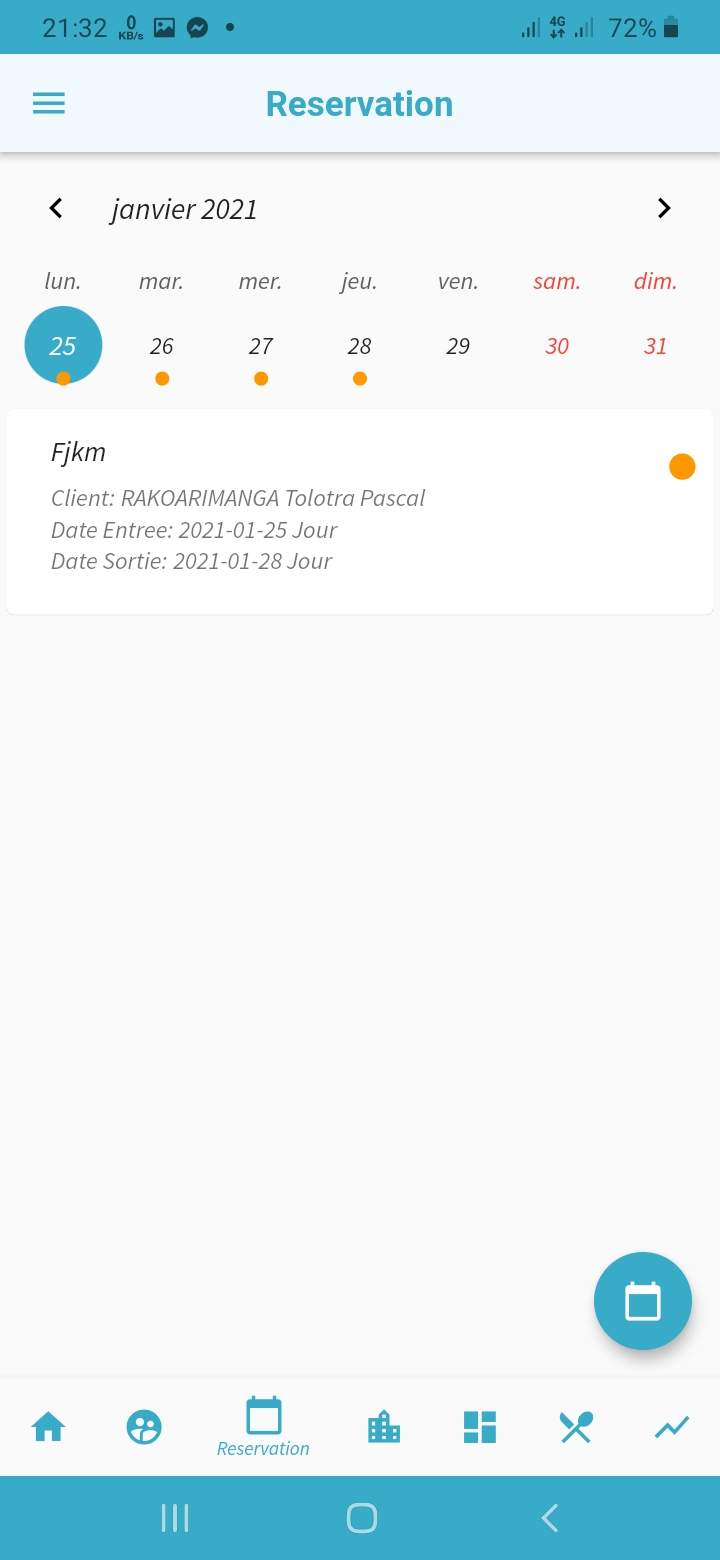 21:32 0 KB/s 4G 72%
Reservation
janvier 2021
lun. mar. mer. jeu. ven. sam. dim.
25 26 27 28 29 30 31
Fjkm
Client: RAKOARIMANGA Tolotra Pascal
Date Entree: 2021-01-25 Jour
Date Sortie: 2021-01-28 Jour
Reservation